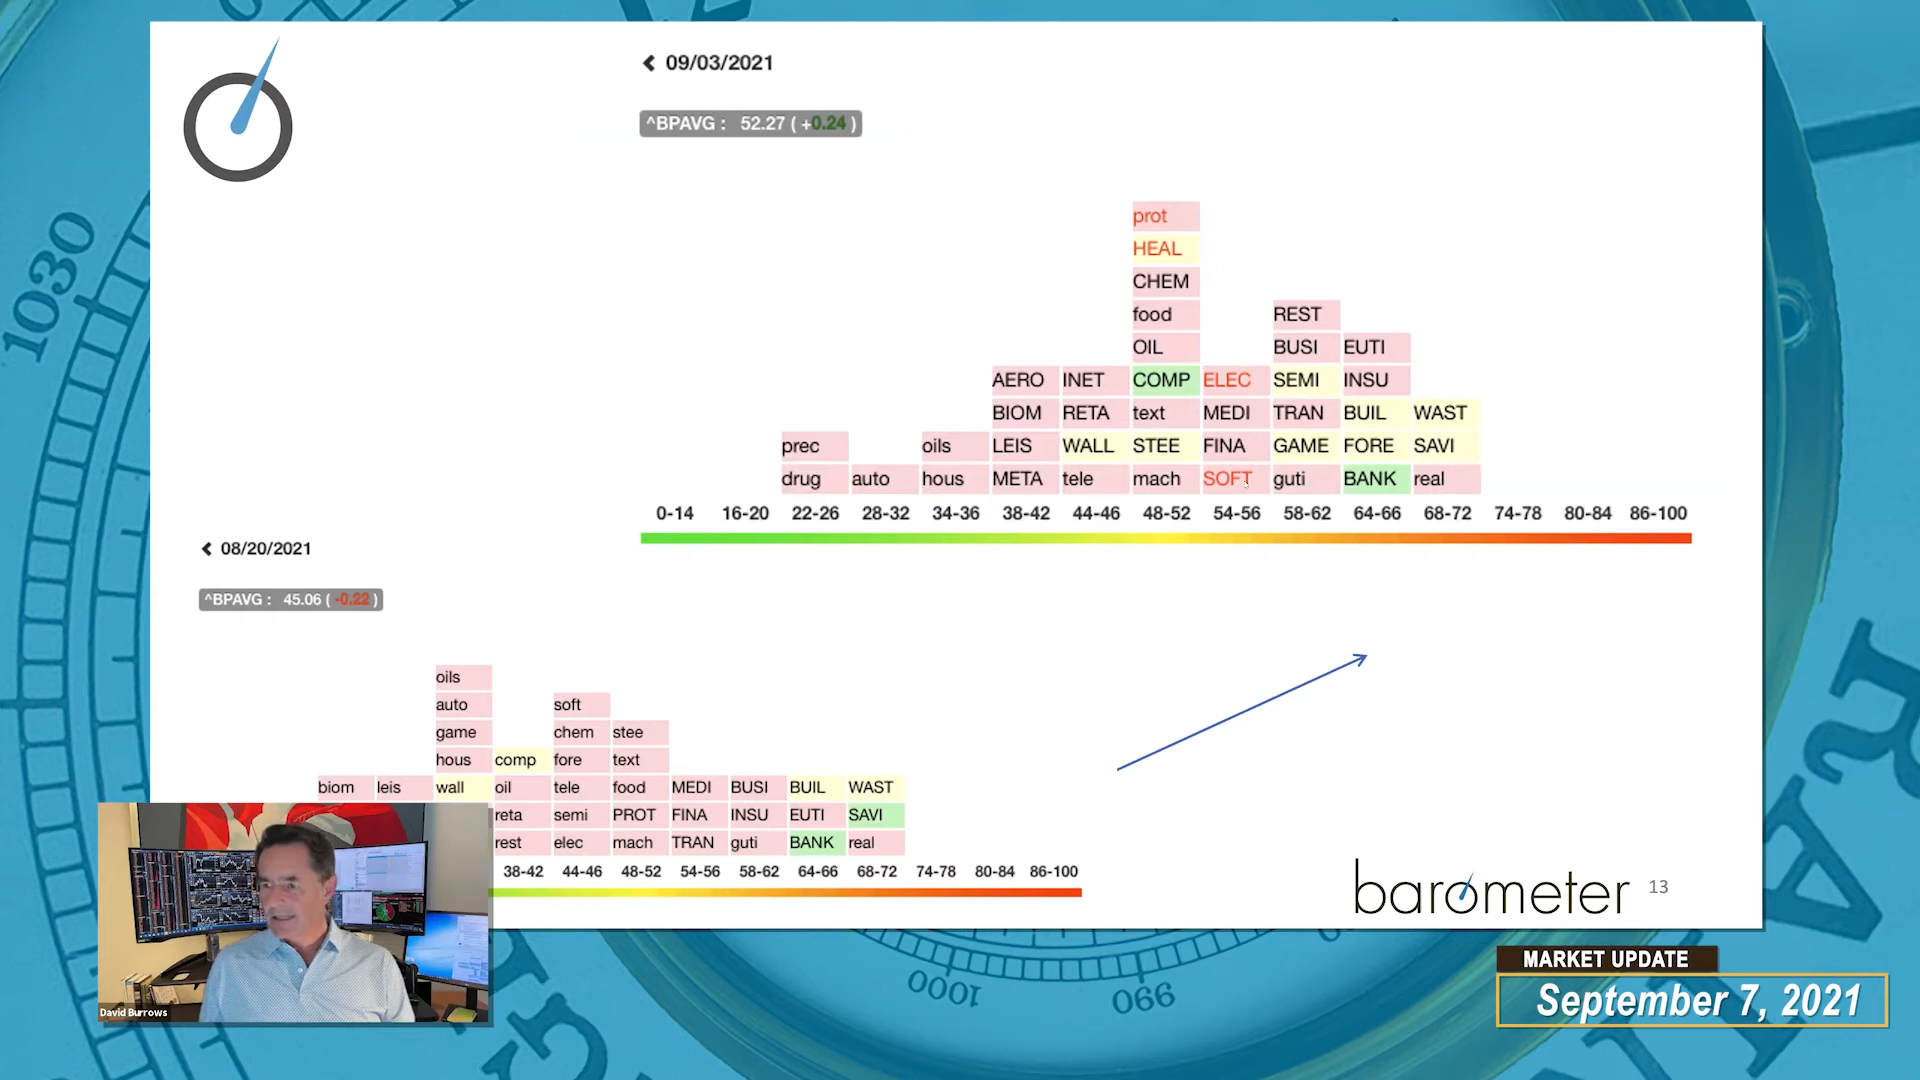 09/03/2021
^BPAVG : 52.27 ( +0.24 )
prot
HEAL
CHEM
food REST
OIL BUSI EUTI
AERO INET COMP ELEC SEMI INSU
BIOM RETA text MEDI TRAN BUIL WAST
prec oils LEIS WALL STEE FINA GAME FORE SAVI
drug auto hous META tele mach SOFT guti BANK real
0-14 16-20 22-26 28-32 34-36 38-42 44-46 48-52 54-56 58-62 64-66 68-72 74-78 80-84 86-100
08/20/2021
^BPAVG : 45.06 ( -0.22 )
oils
auto soft
game chem stee
hous comp fore text
biom leis wall oil tele food MEDI BUSI BUIL WAST
reta semi PROT FINA INSU EUTI SAVI
rest elec mach TRAN guti BANK real
38-42 44-46 48-52 54-56 58-62 64-66 68-72 74-78 80-84 86-100
barometer 13
David Burrows
MARKET UPDATE
September 7, 2021
1030
1000
990